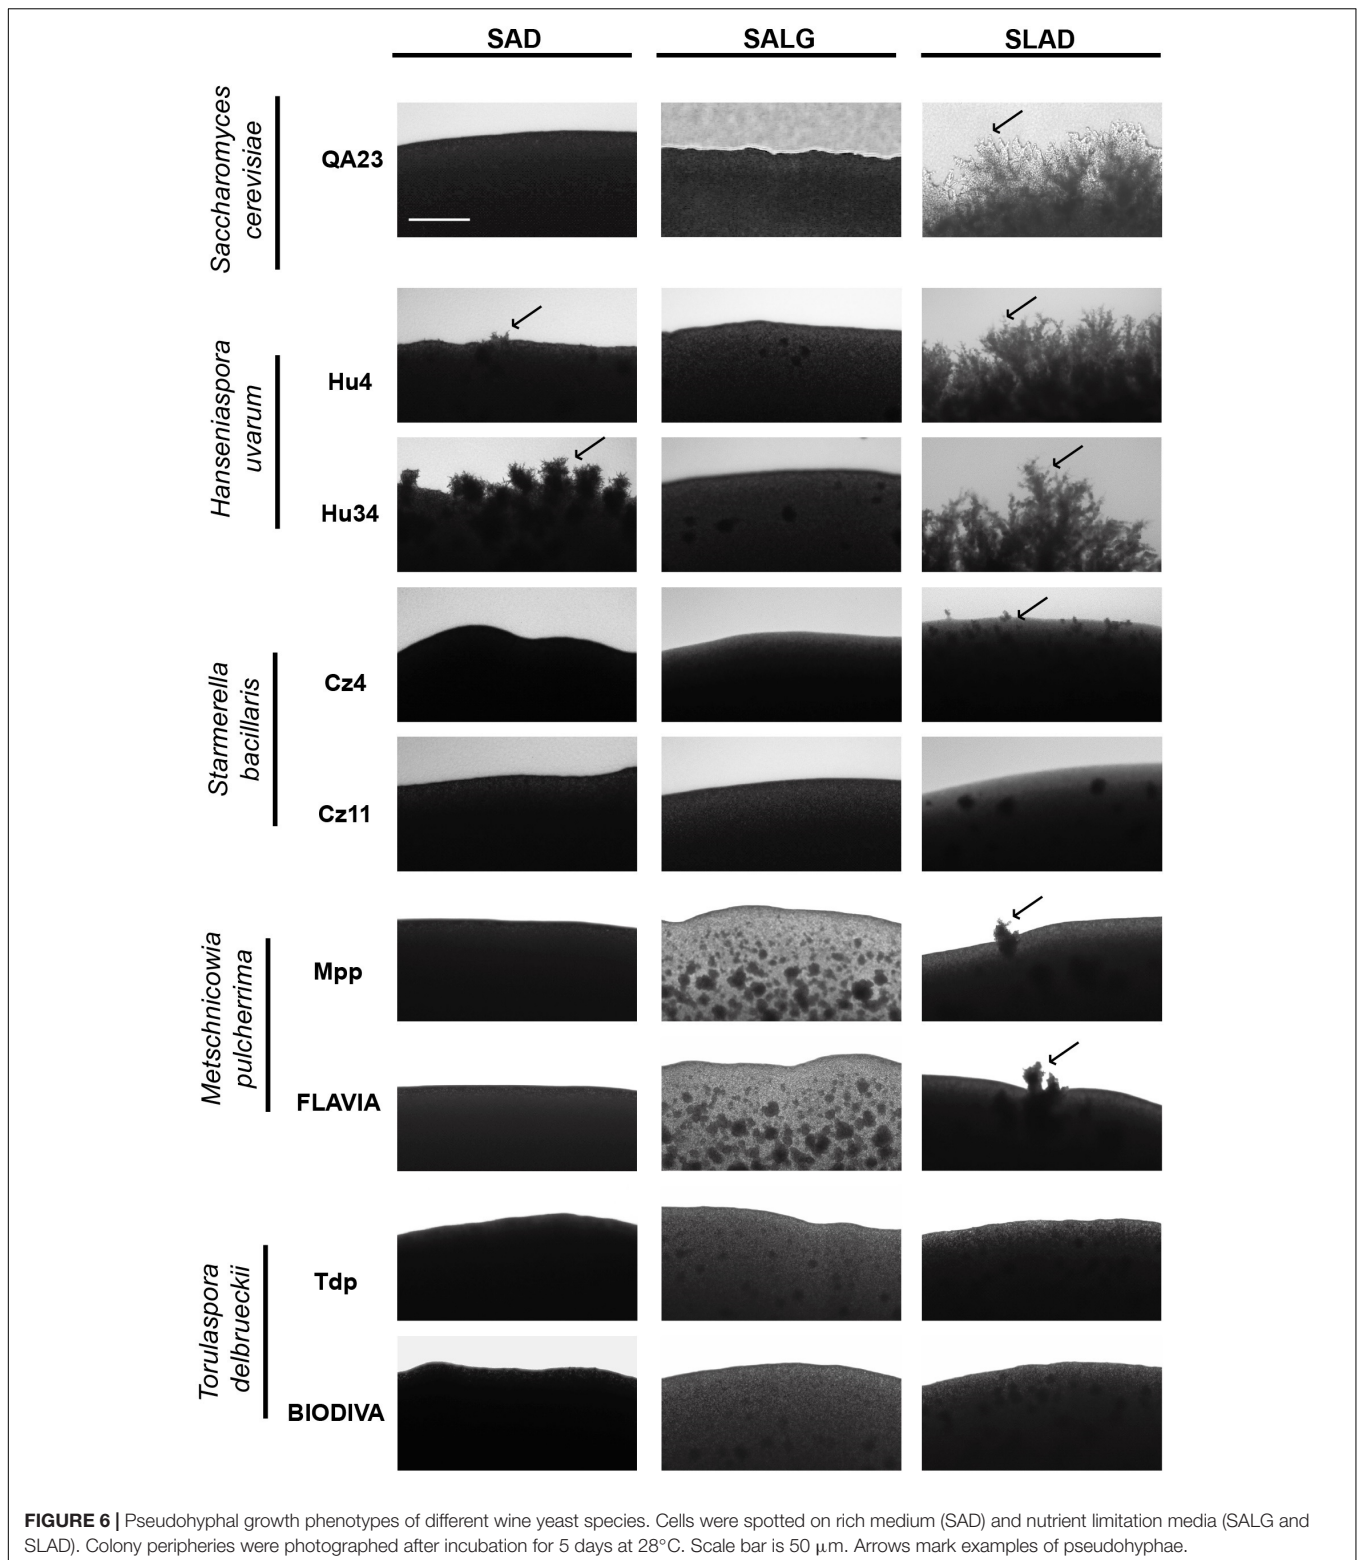 SAD SALG SLAD
Saccharomyces
cerevisiae
QA23
Hanseniaspora
uvarum
Hu4
Hu34
Starmerella
bacillaris
Cz4
Cz11
Metschnicowia
pulcherrima
Mpp
FLAVIA
Torulaspora
delbrueckii
Tdp
BIODIVA
FIGURE 6 | Pseudohyphal growth phenotypes of different wine yeast species. Cells were spotted on rich medium (SAD) and nutrient limitation media (SALG and
SLAD). Colony peripheries were photographed after incubation for 5 days at 28°C. Scale bar is 50 μm. Arrows mark examples of pseudohyphae.